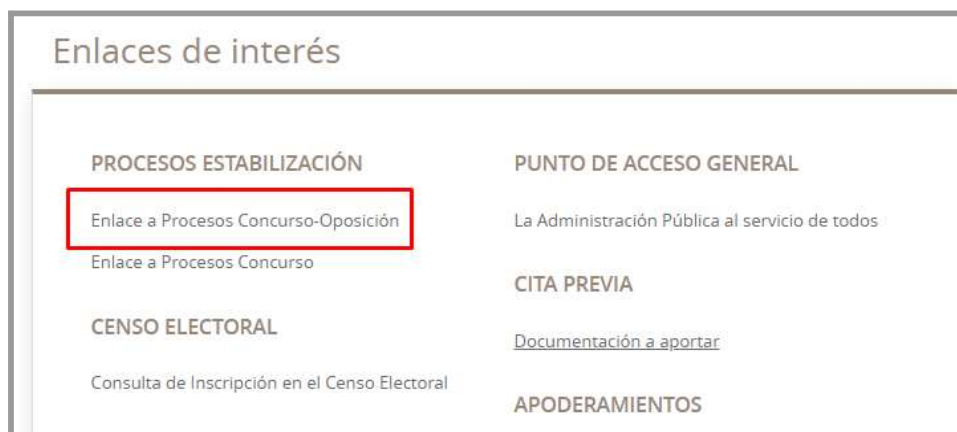 Enlaces de interés
PROCESOS ESTABILIZACIÓN
Enlace a Procesos Concurso-Oposición
Enlace a Procesos Concurso
CENSO ELECTORAL
Consulta de Inscripción en el Censo Electoral
PUNTO DE ACCESO GENERAL
La Administración Pública al servicio de todos
CITA PREVIA
Documentación a aportar
APODERAMIENTOS